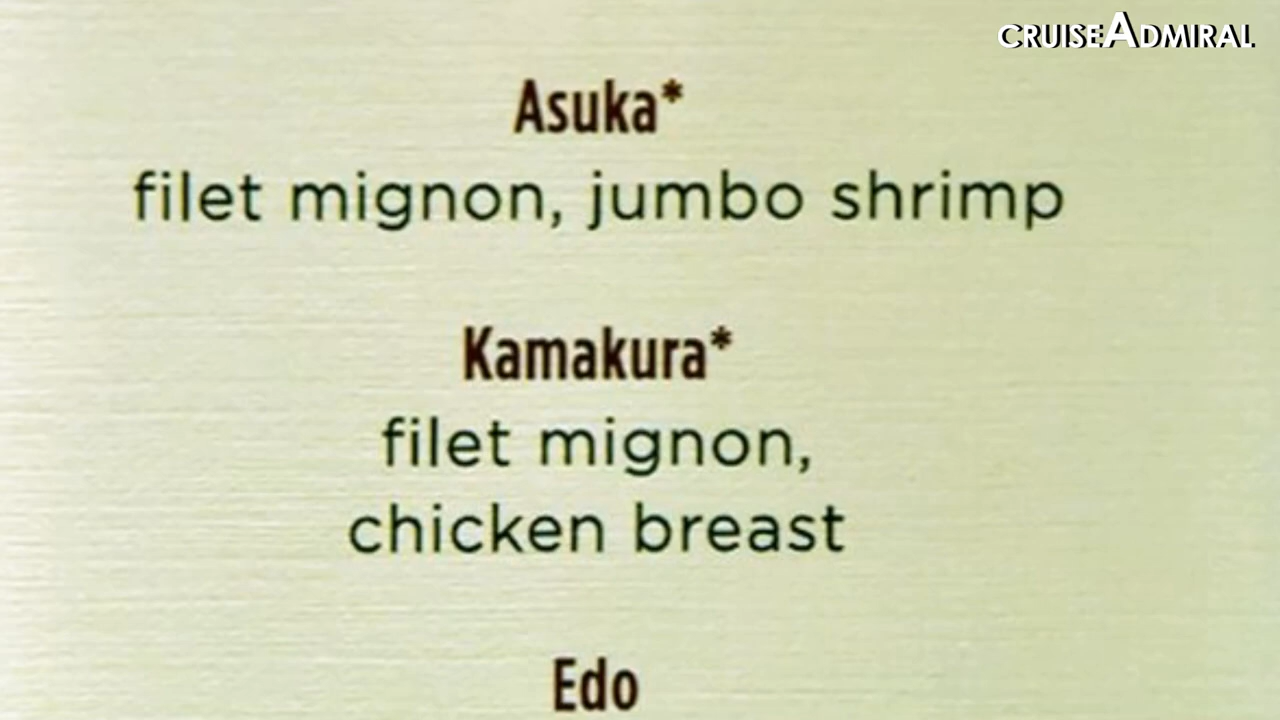 CRUISEADMIRAL
Asuka*
filet mignon, jumbo shrimp
Kamakura*
filet mignon,
chicken breast
Edo